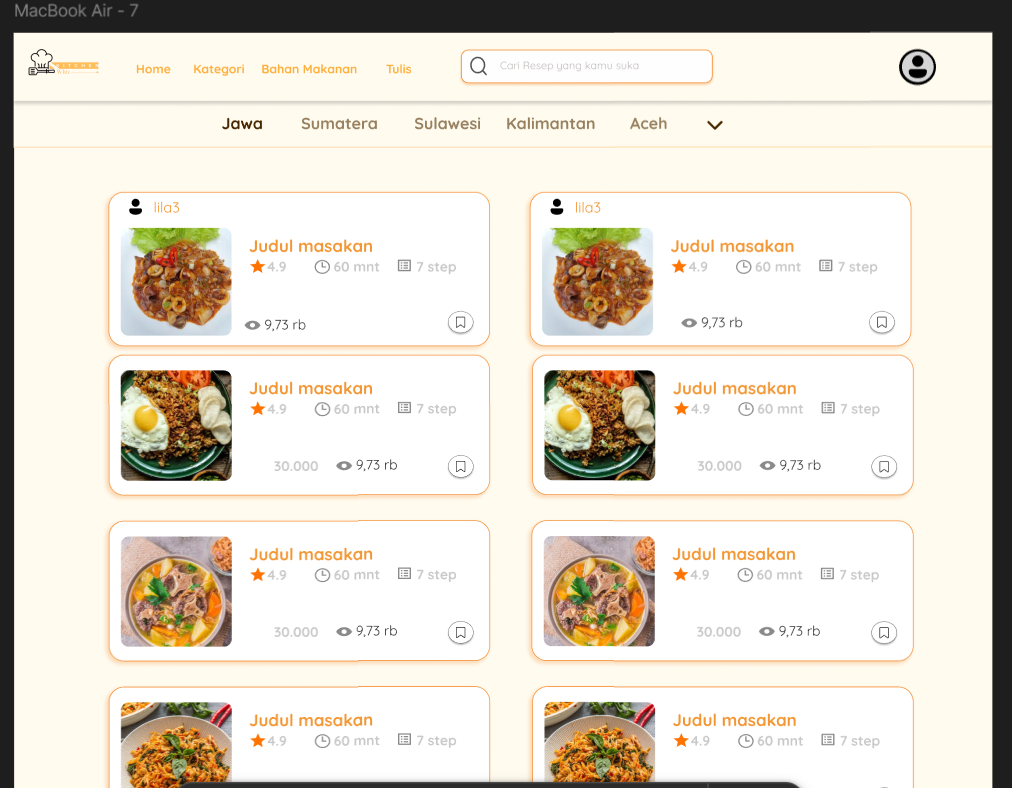 MacBook Air - 7
Home Kategori Bahan Makanan Tulis Cari Resep yang kamu suka
Jawa Sumatera Sulawesi Kalimantan Aceh
lila3
Judul masakan
4.9 60 mnt 7 step
9,73 rb
lila3
Judul masakan
4.9 60 mnt 7 step
9,73 rb
Judul masakan
4.9 60 mnt 7 step
30.000 9,73 rb
Judul masakan
4.9 60 mnt 7 step
30.000 9,73 rb
Judul masakan
4.9 60 mnt 7 step
30.000 9,73 rb
Judul masakan
4.9 60 mnt 7 step
30.000 9,73 rb
Judul masakan
4.9 60 mnt 7 step
Judul masakan
4.9 60 mnt 7 step